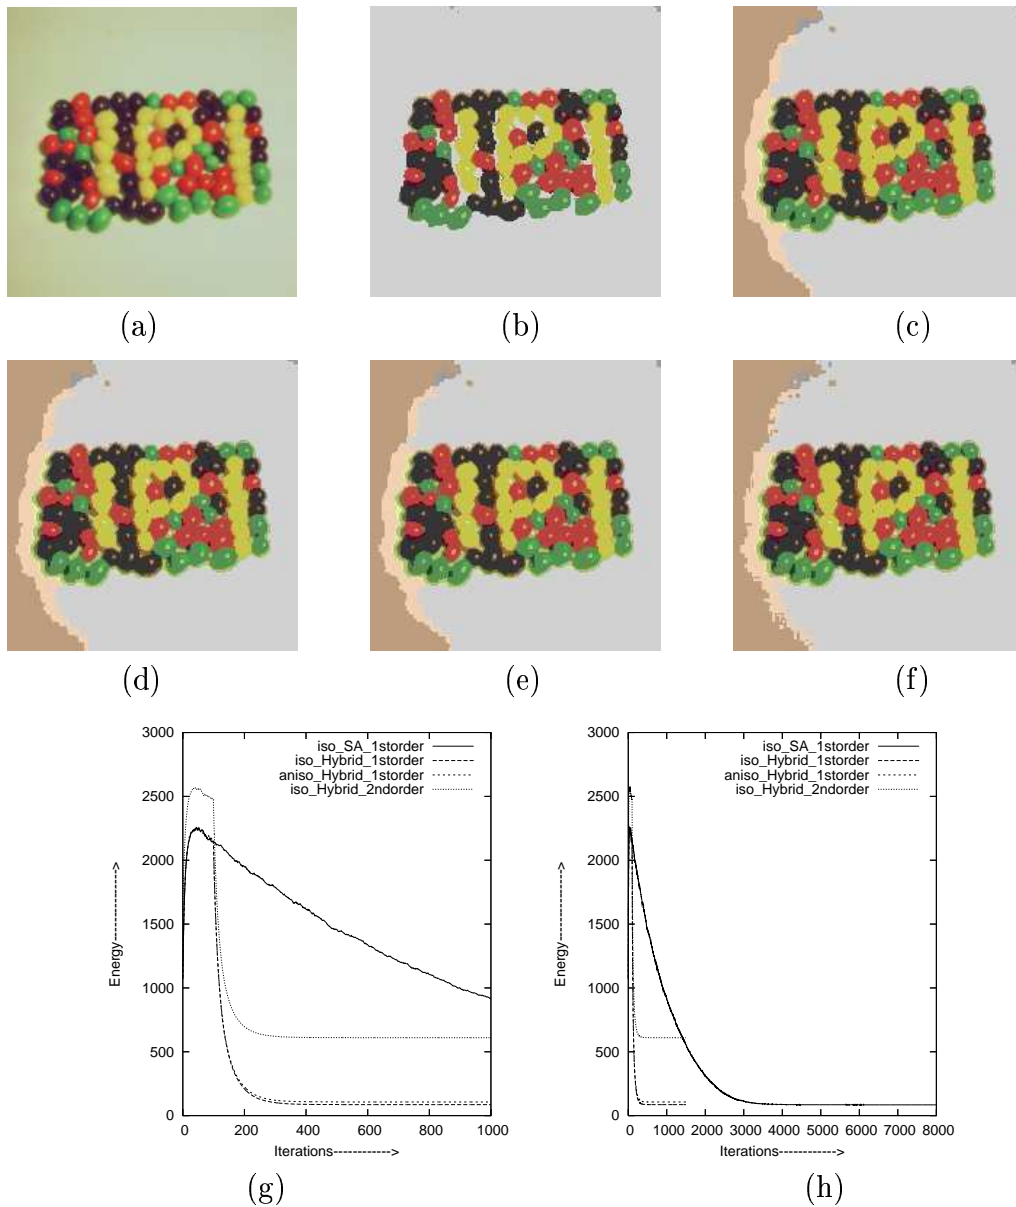 (a) (b) (c)
(d) (e) (f)
3000
2500
2000
1500
1000
500
0
Energy-------------->
iso_SA_1storder
iso_Hybrid_1storder
aniso_Hybrid_1storder
iso_Hybrid_2ndorder
0 200 400 600 800 1000
Iterations------------>
(g)
3000
2500
2000
1500
1000
500
0
Energy-------------->
iso_SA_1storder
iso_Hybrid_1storder
aniso_Hybrid_1storder
iso_Hybrid_2ndorder
0 1000 2000 3000 4000 5000 6000 7000 8000
Iterations------------>
(h)